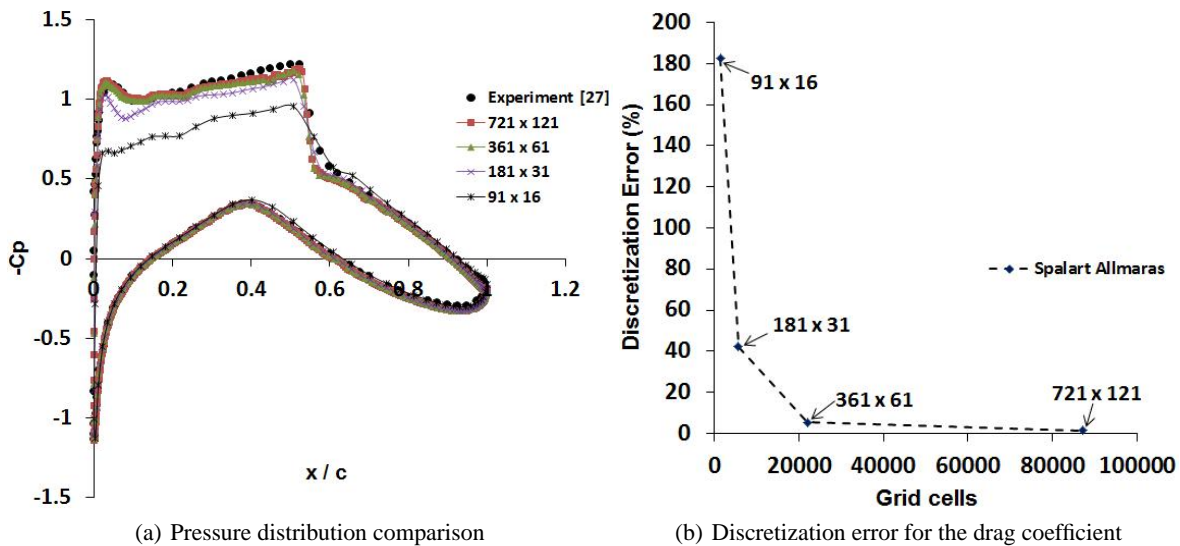 1.5
1
0.5
0
-0.5
-1
-1.5
-Cp
0
0.2
0.4
0.6
0.8
1
1.2
x / c
Experiment [27]
721 x 121
361 x 61
181 x 31
91 x 16
(a) Pressure distribution comparison
200
180
160
140
120
100
80
60
40
20
0
Discretization Error (%)
91 x 16
181 x 31
361 x 61
721 x 121
Spalart Allmaras
0
20000
40000
60000
80000
100000
Grid cells
(b) Discretization error for the drag coefficient